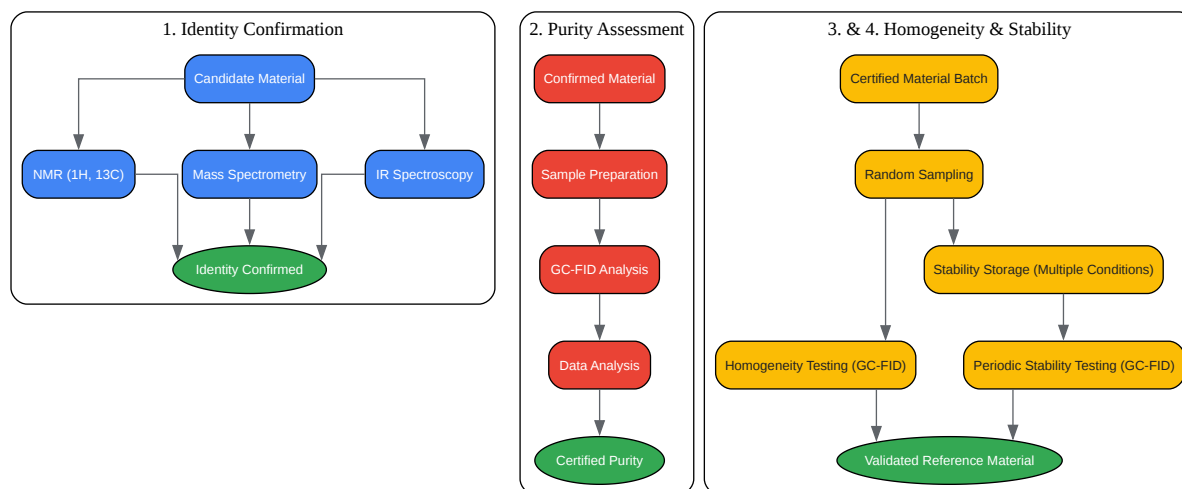 1. Identity Confirmation
Candidate Material
NMR (1H, 13C)
Mass Spectrometry
IR Spectroscopy
Identity Confirmed
2. Purity Assessment
Confirmed Material
Sample Preparation
GC-FID Analysis
Data Analysis
Certified Purity
3. & 4. Homogeneity & Stability
Certified Material Batch
Random Sampling
Stability Storage (Multiple Conditions)
Homogeneity Testing (GC-FID)
Periodic Stability Testing (GC-FID)
Validated Reference Material